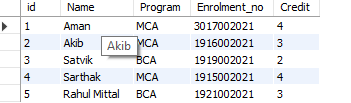 id Name Program Enrolment_no Credit
1 Aman MCA 3017002021 4
2 Akib MCA 1916002021 3
Akib
3 Satvik BCA 1919002021 2
4 Sarthak MCA 1915002021 4
5 Rahul Mittal BCA 1921002021 3